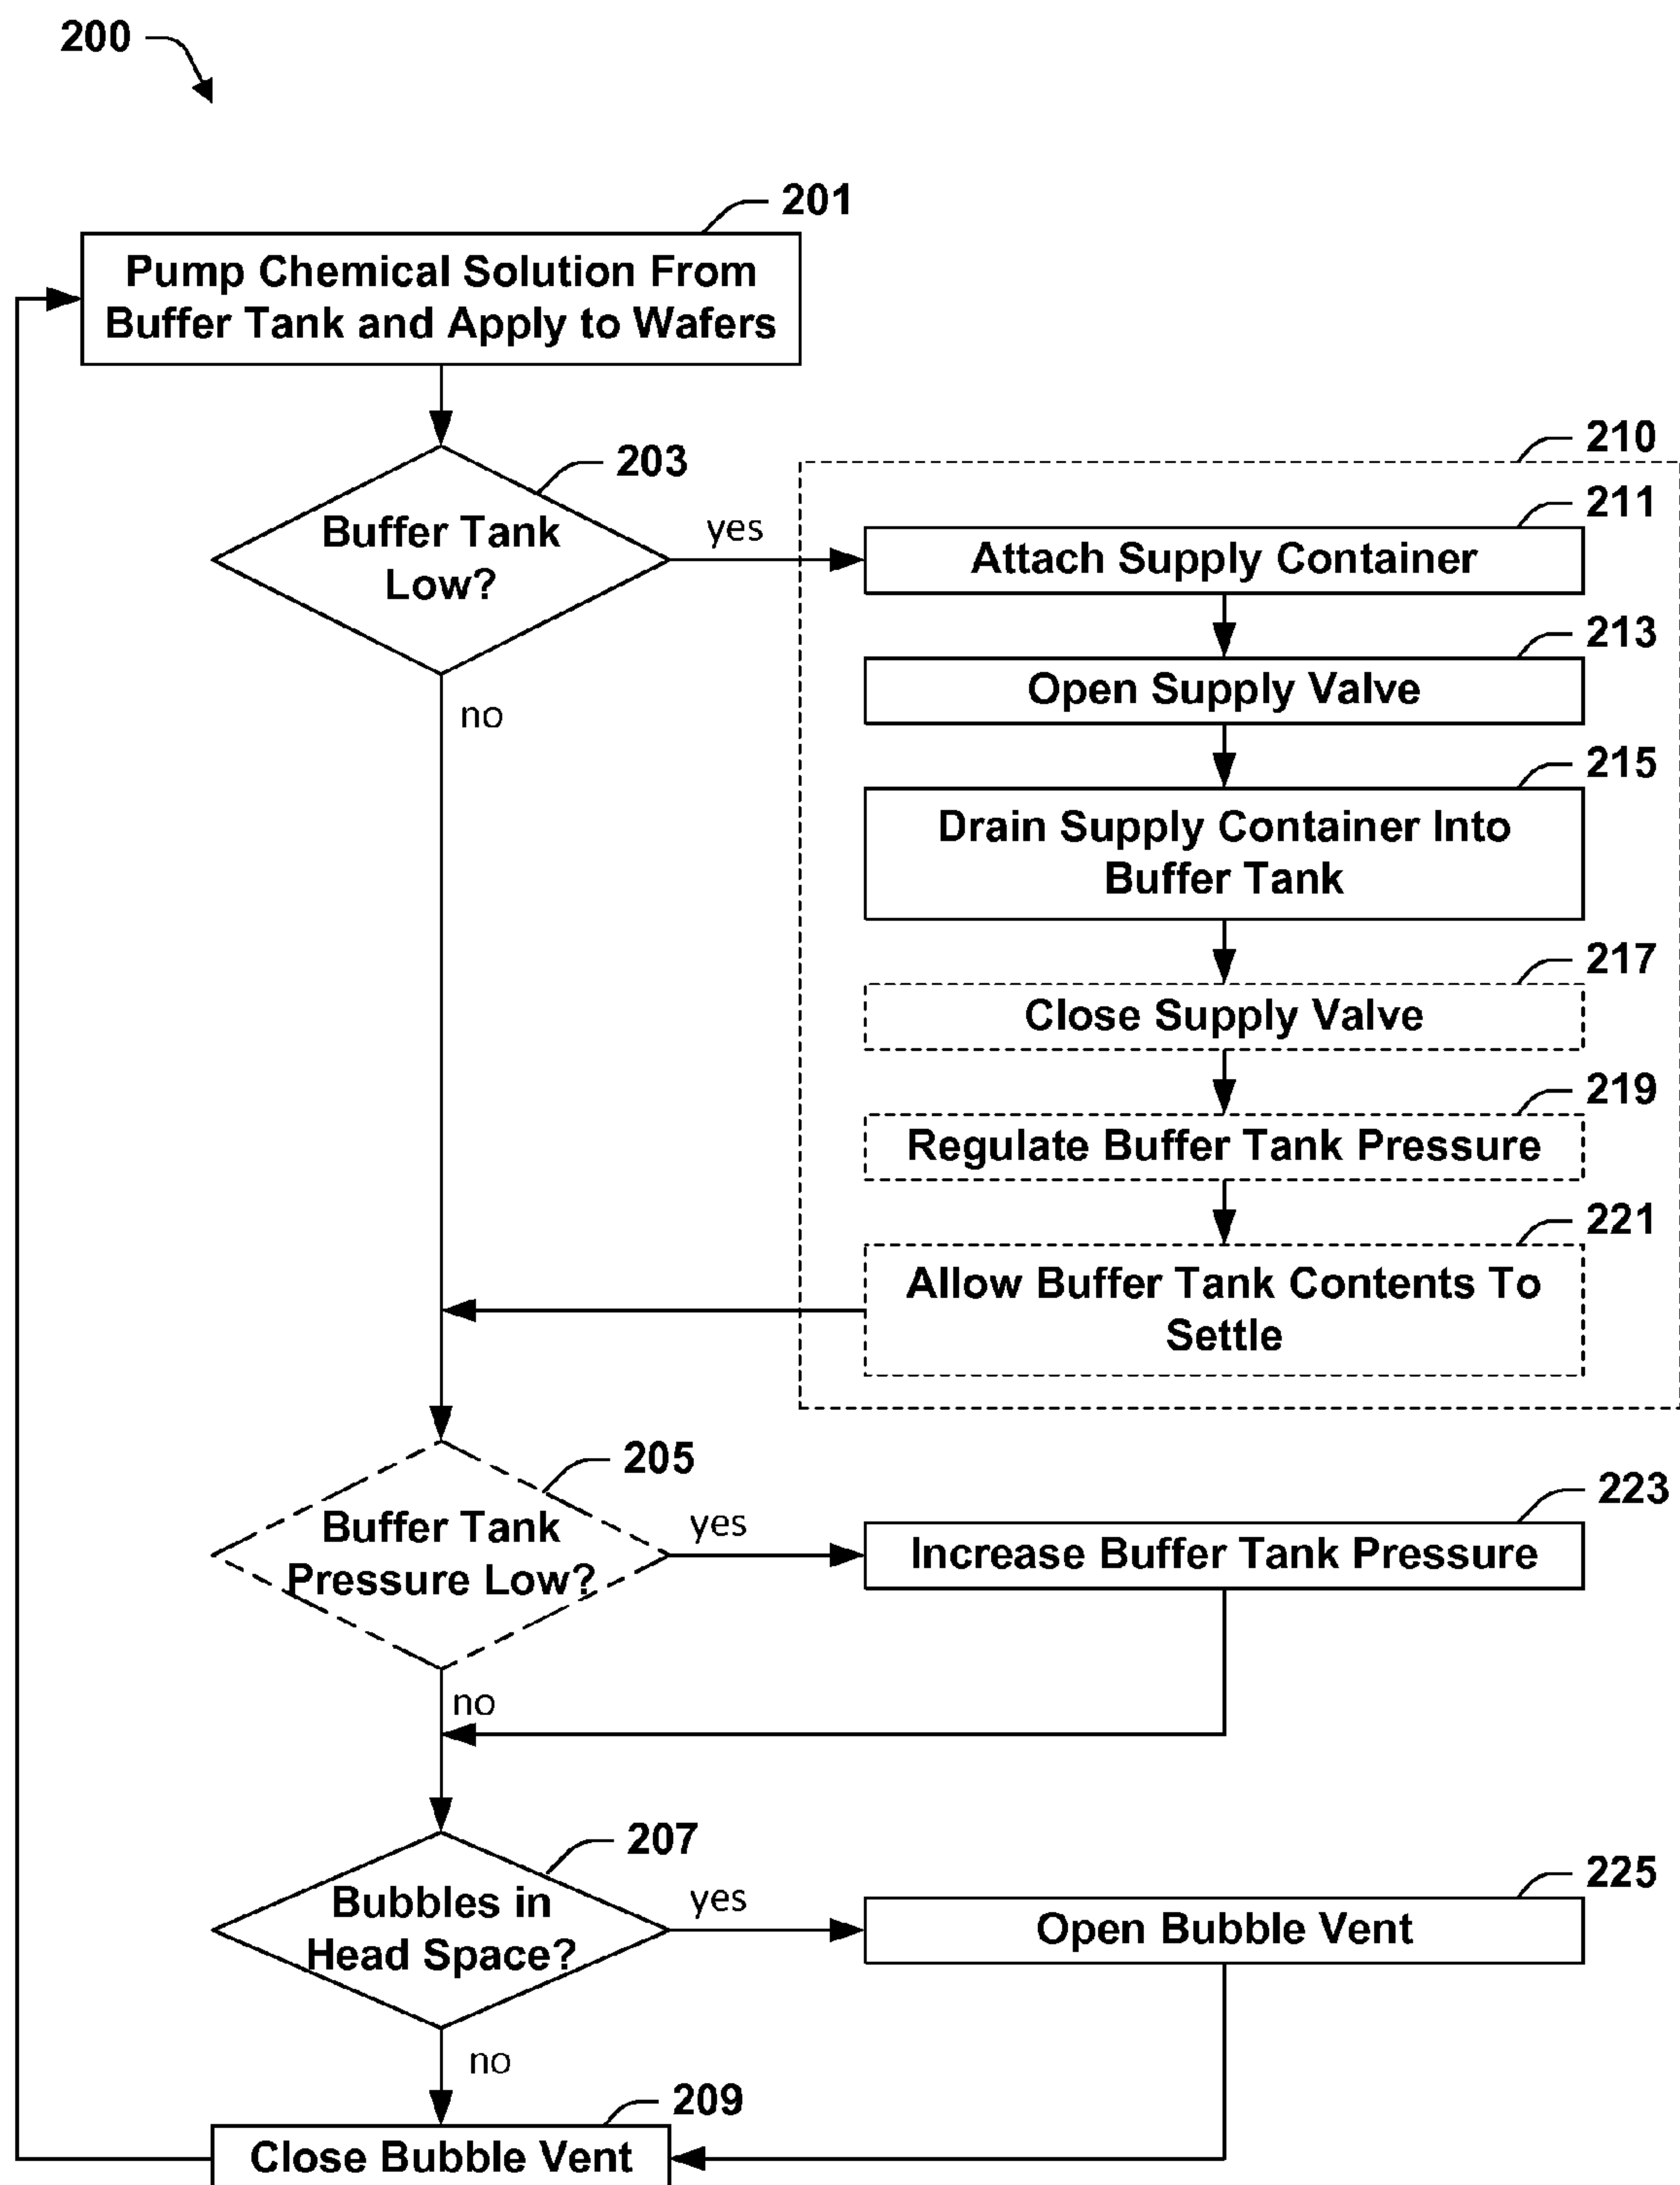 200
201
Pump Chemical Solution From
Buffer Tank and Apply to Wafers
203
Buffer Tank
Low?
yes
no
210
211
Attach Supply Container
213
Open Supply Valve
215
Drain Supply Container Into
Buffer Tank
217
Close Supply Valve
219
Regulate Buffer Tank Pressure
221
Allow Buffer Tank Contents To
Settle
205
Buffer Tank
Pressure Low?
yes
no
223
Increase Buffer Tank Pressure
207
Bubbles in
Head Space?
yes
no
225
Open Bubble Vent
209
Close Bubble Vent